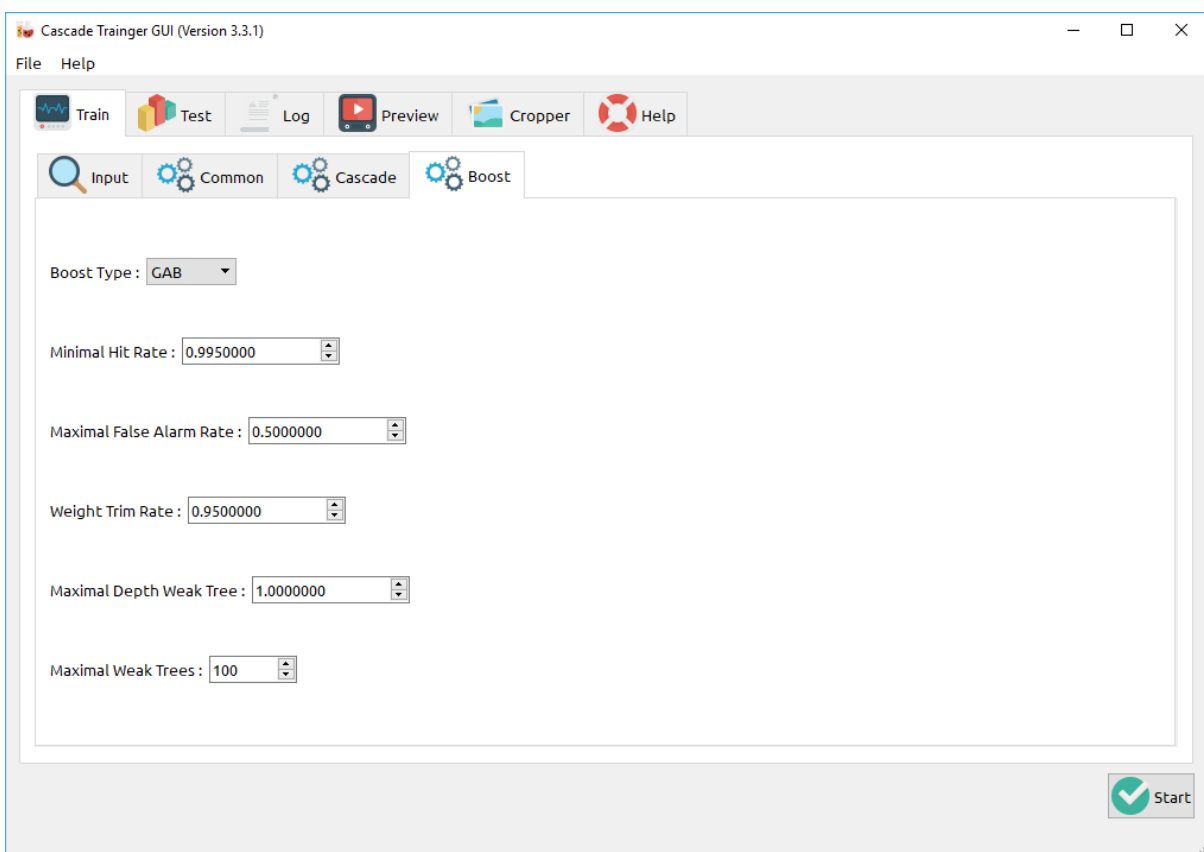 Cascade Trainger GUI (Version 3.3.1)
File Help
Train Test Log Preview Cropper Help
Input Common Cascade Boost
Boost Type : GAB
Minimal Hit Rate : 0.9950000
Maximal False Alarm Rate : 0.5000000
Weight Trim Rate : 0.9500000
Maximal Depth Weak Tree : 1.0000000
Maximal Weak Trees : 100
Start